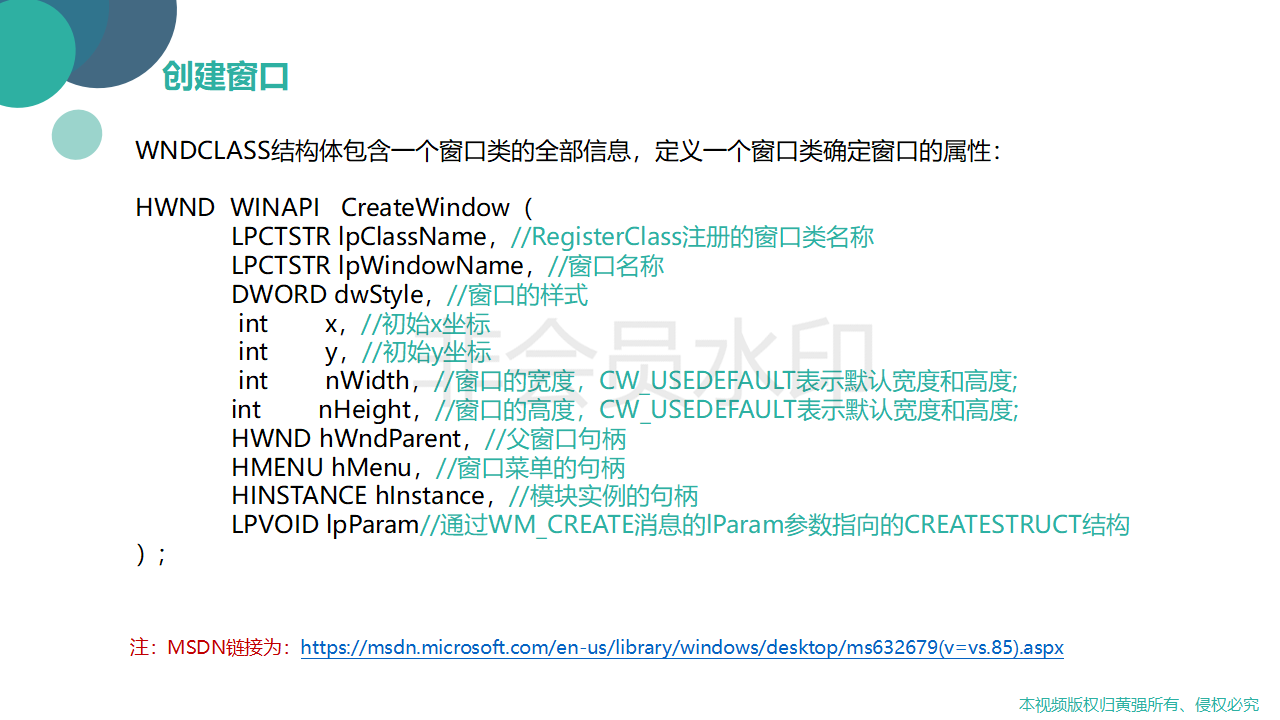 创建窗口
WNDCLASS结构体包含一个窗口类的全部信息，定义一个窗口类确定窗口的属性：
HWND  WINAPI   CreateWindow（
LPCTSTR lpClassName，//RegisterClass注册的窗口类名称
LPCTSTR lpWindowName，//窗口名称
DWORD dwStyle，//窗口的样式
int        x，//初始x坐标
int        y，//初始y坐标
int        nWidth，//窗口的宽度，CW_USEDEFAULT表示默认宽度和高度;
int        nHeight，//窗口的高度，CW_USEDEFAULT表示默认宽度和高度;
HWND hWndParent，//父窗口句柄
HMENU hMenu，//窗口菜单的句柄
HINSTANCE hInstance，//模块实例的句柄
LPVOID lpParam//通过WM_CREATE消息的lParam参数指向的CREATESTRUCT结构
）;
非会员水印
注：MSDN链接为：https://msdn.microsoft.com/en-us/library/windows/desktop/ms632679(v=vs.85).aspx
本视频版权归黄强所有、侵权必究